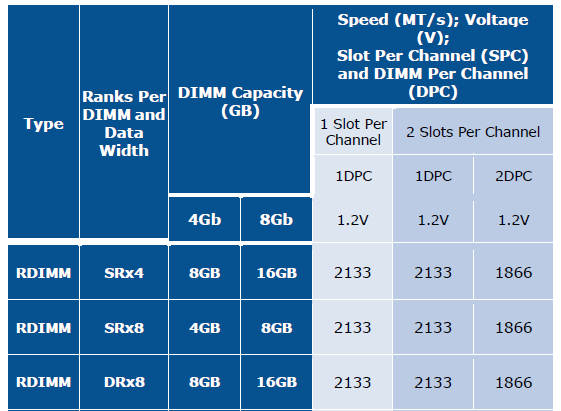 Type
Ranks Per
DIMM and
Data
Width
DIMM Capacity
(GB)
Speed (MT/s); Voltage
(V);
Slot Per Channel (SPC)
and DIMM Per Channel
(DPC)
1 Slot Per
Channel
2 Slots Per Channel
1DPC 1DPC 2DPC
4Gb 8Gb 1.2V 1.2V 1.2V
RDIMM SRx4 8GB 16GB 2133 2133 1866
RDIMM SRx8 4GB 8GB 2133 2133 1866
RDIMM DRx8 8GB 16GB 2133 2133 1866